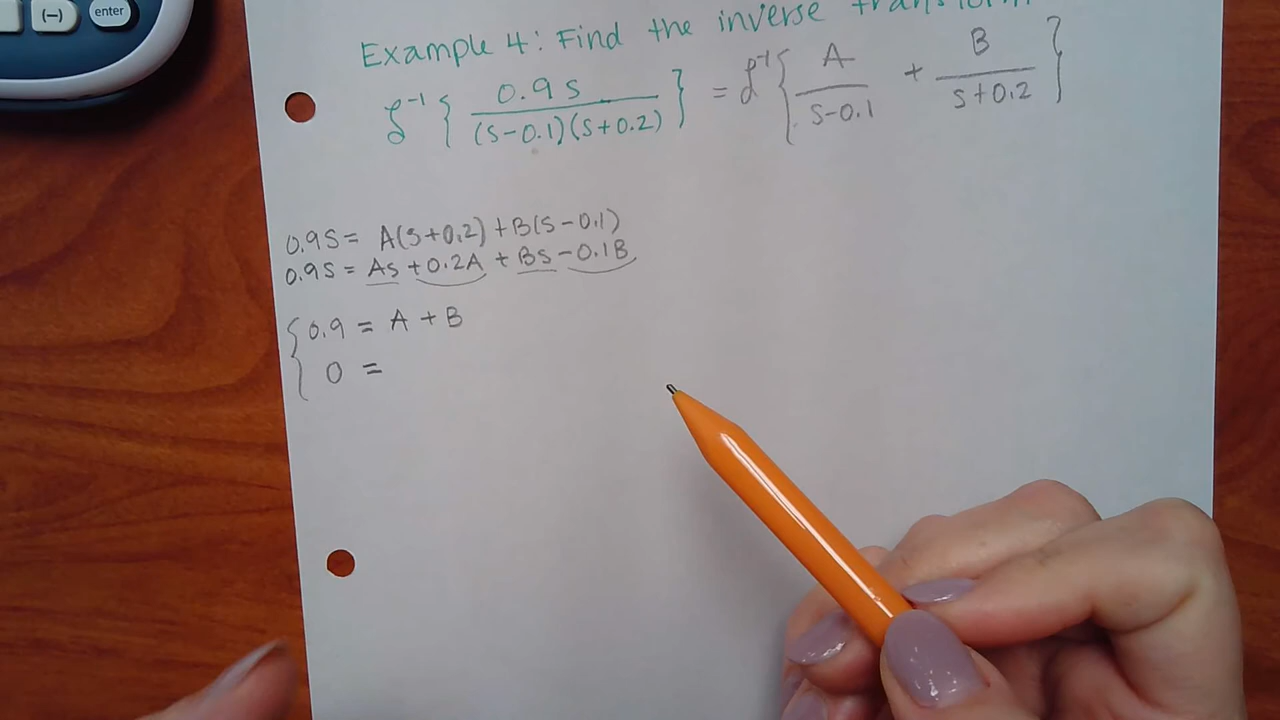 (−) enter
Example 4: Find the inverse transform
ℒ⁻¹ { 0.9s / (s-0.1)(s+0.2) } = ℒ⁻¹ { A / s-0.1 + B / s+0.2 }
0.9s = A(s+0.2) + B(s-0.1)
0.9s = As + 0.2A + Bs - 0.1B
{ 0.9 = A + B
0 =